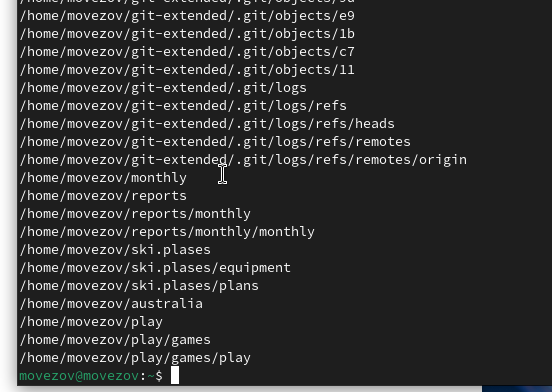 /home/movezov/git-extended/.git/objects/e9
/home/movezov/git-extended/.git/objects/1b
/home/movezov/git-extended/.git/objects/c7
/home/movezov/git-extended/.git/objects/11
/home/movezov/git-extended/.git/logs
/home/movezov/git-extended/.git/logs/refs
/home/movezov/git-extended/.git/logs/refs/heads
/home/movezov/git-extended/.git/logs/refs/remotes
/home/movezov/git-extended/.git/logs/refs/remotes/origin
/home/movezov/monthly
/home/movezov/reports
/home/movezov/reports/monthly
/home/movezov/reports/monthly/monthly
/home/movezov/ski.plases
/home/movezov/ski.plases/equipment
/home/movezov/ski.plases/plans
/home/movezov/australia
/home/movezov/play
/home/movezov/play/games
/home/movezov/play/games/play
movezov@movezov:~$